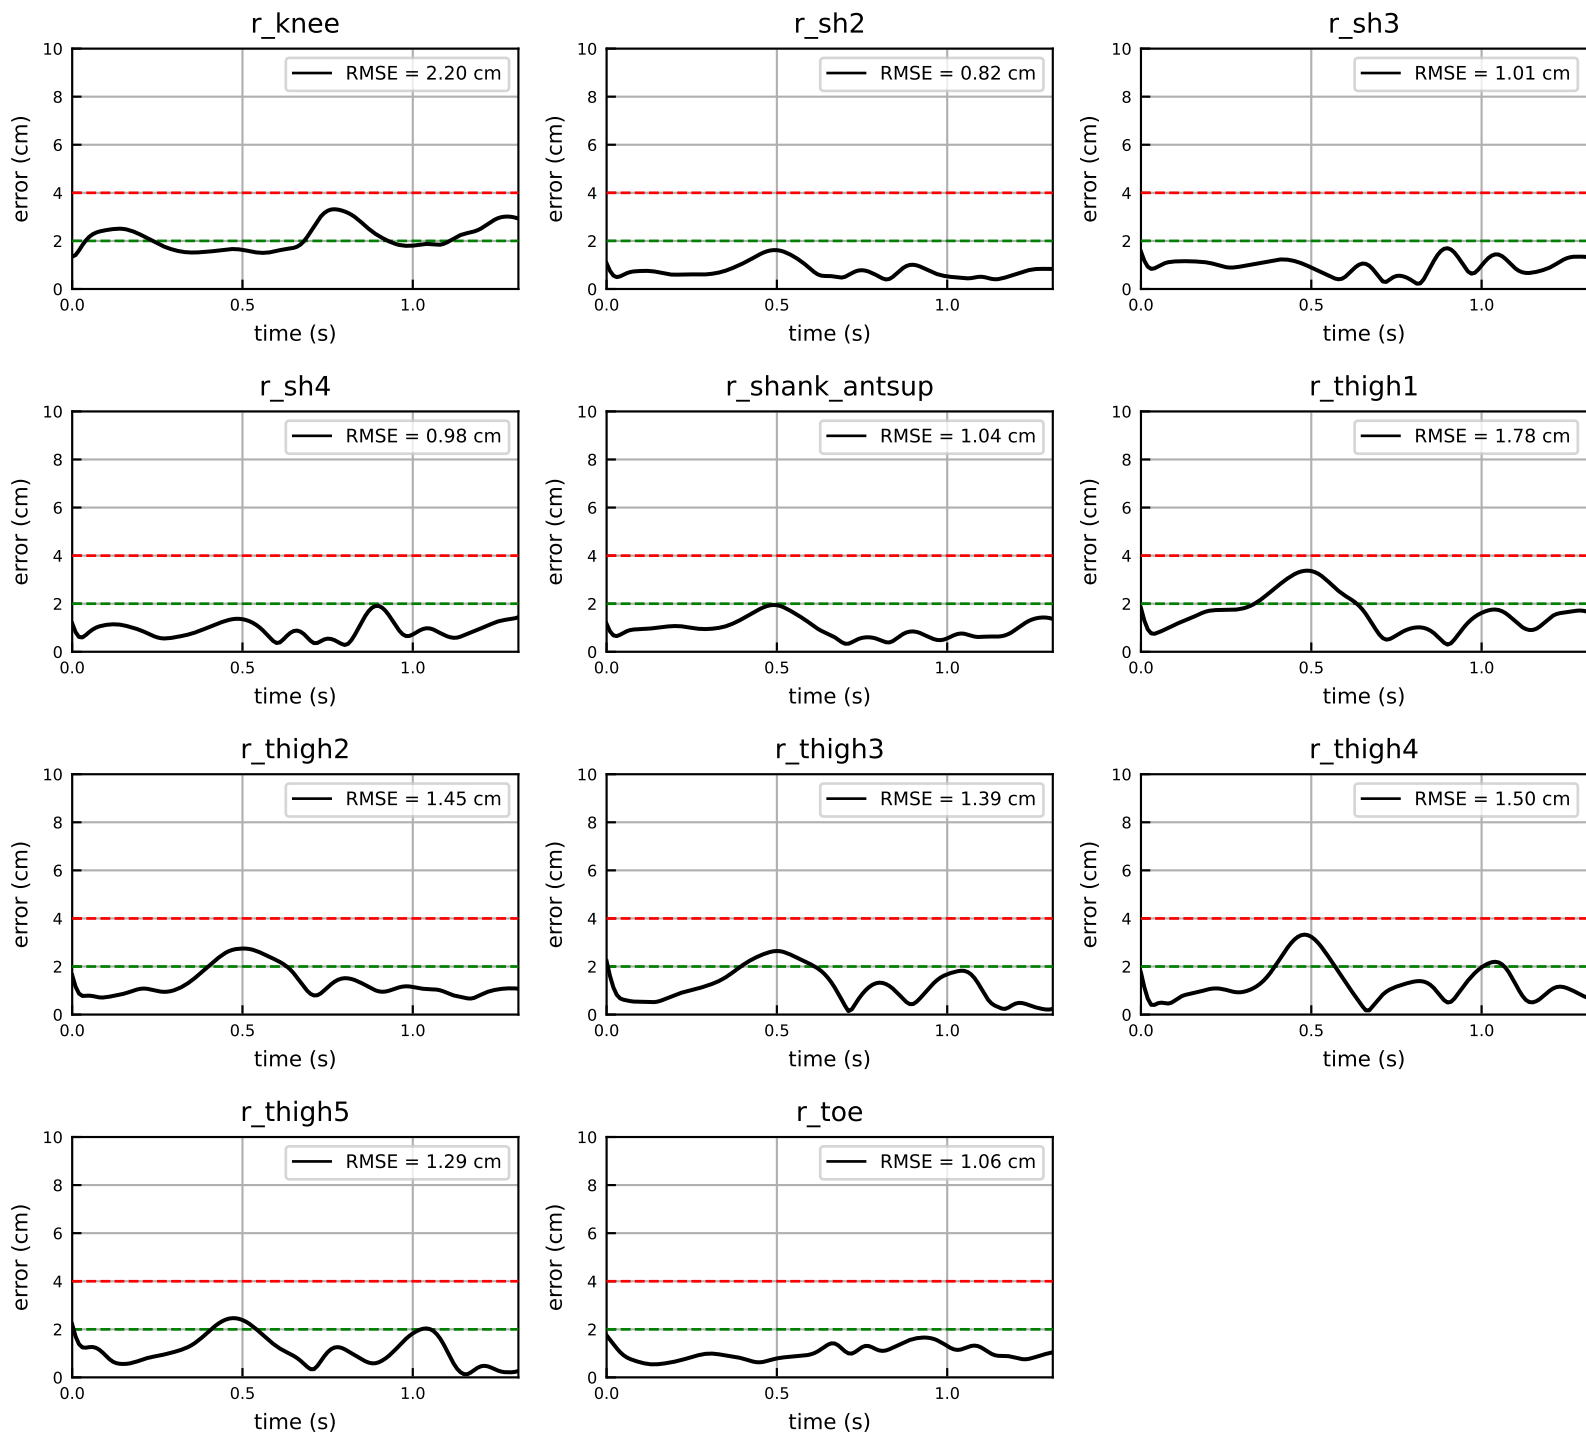 r_knee
10
8
6
4
2
0
error (cm)
RMSE = 2.20 cm
0.0 0.5 1.0
time (s)
r_sh2
10
8
6
4
2
0
error (cm)
RMSE = 0.82 cm
0.0 0.5 1.0
time (s)
r_sh3
10
8
6
4
2
0
error (cm)
RMSE = 1.01 cm
0.0 0.5 1.0
time (s)
r_sh4
10
8
6
4
2
0
error (cm)
RMSE = 0.98 cm
0.0 0.5 1.0
time (s)
r_shank_antsup
10
8
6
4
2
0
error (cm)
RMSE = 1.04 cm
0.0 0.5 1.0
time (s)
r_thigh1
10
8
6
4
2
0
error (cm)
RMSE = 1.78 cm
0.0 0.5 1.0
time (s)
r_thigh2
10
8
6
4
2
0
error (cm)
RMSE = 1.45 cm
0.0 0.5 1.0
time (s)
r_thigh3
10
8
6
4
2
0
error (cm)
RMSE = 1.39 cm
0.0 0.5 1.0
time (s)
r_thigh4
10
8
6
4
2
0
error (cm)
RMSE = 1.50 cm
0.0 0.5 1.0
time (s)
r_thigh5
10
8
6
4
2
0
error (cm)
RMSE = 1.29 cm
0.0 0.5 1.0
time (s)
r_toe
10
8
6
4
2
0
error (cm)
RMSE = 1.06 cm
0.0 0.5 1.0
time (s)